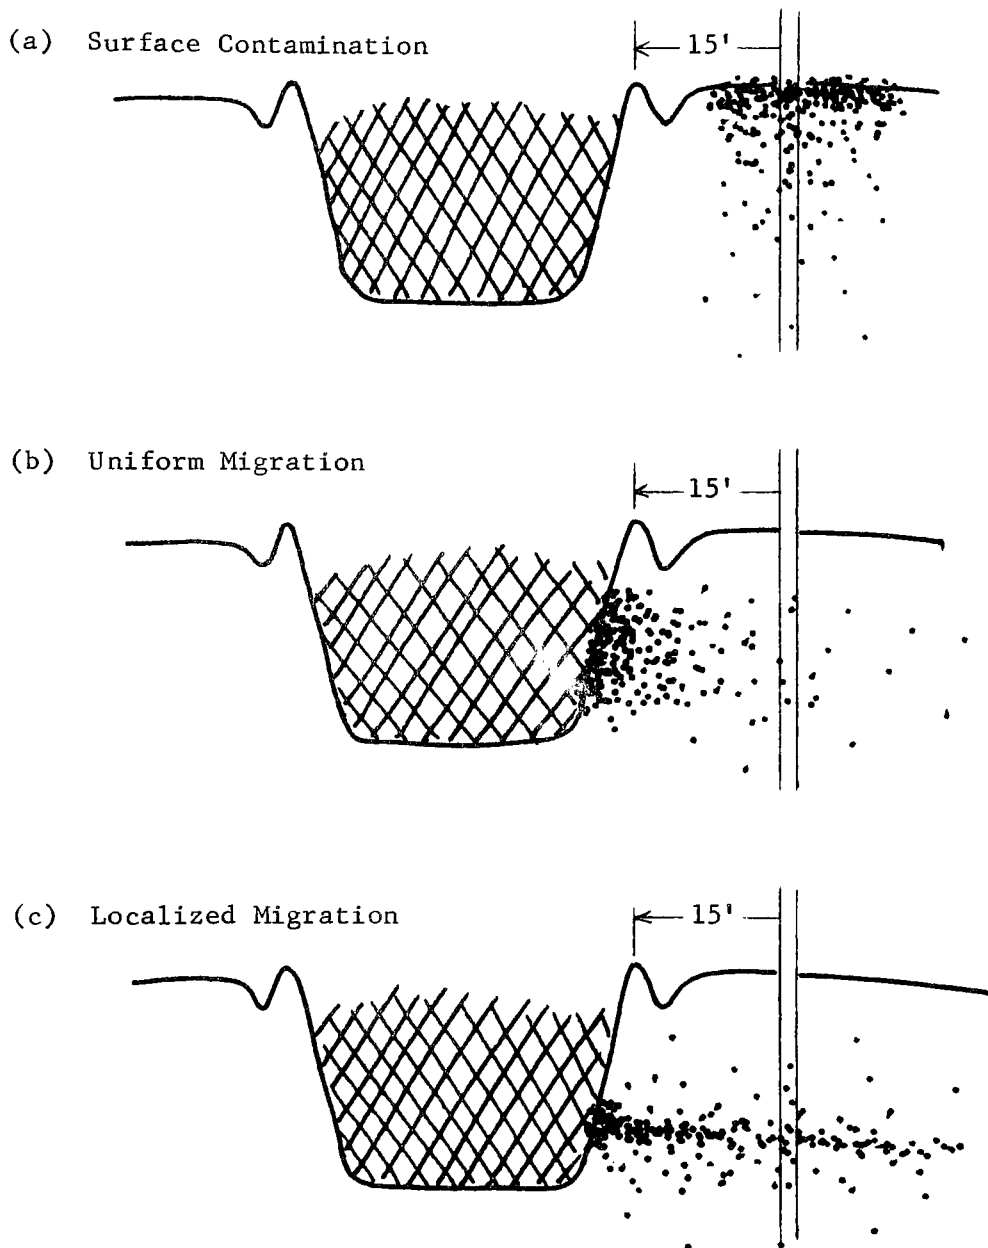 (a) Surface Contamination
15'
(b) Uniform Migration
15'
(c) Localized Migration
15'